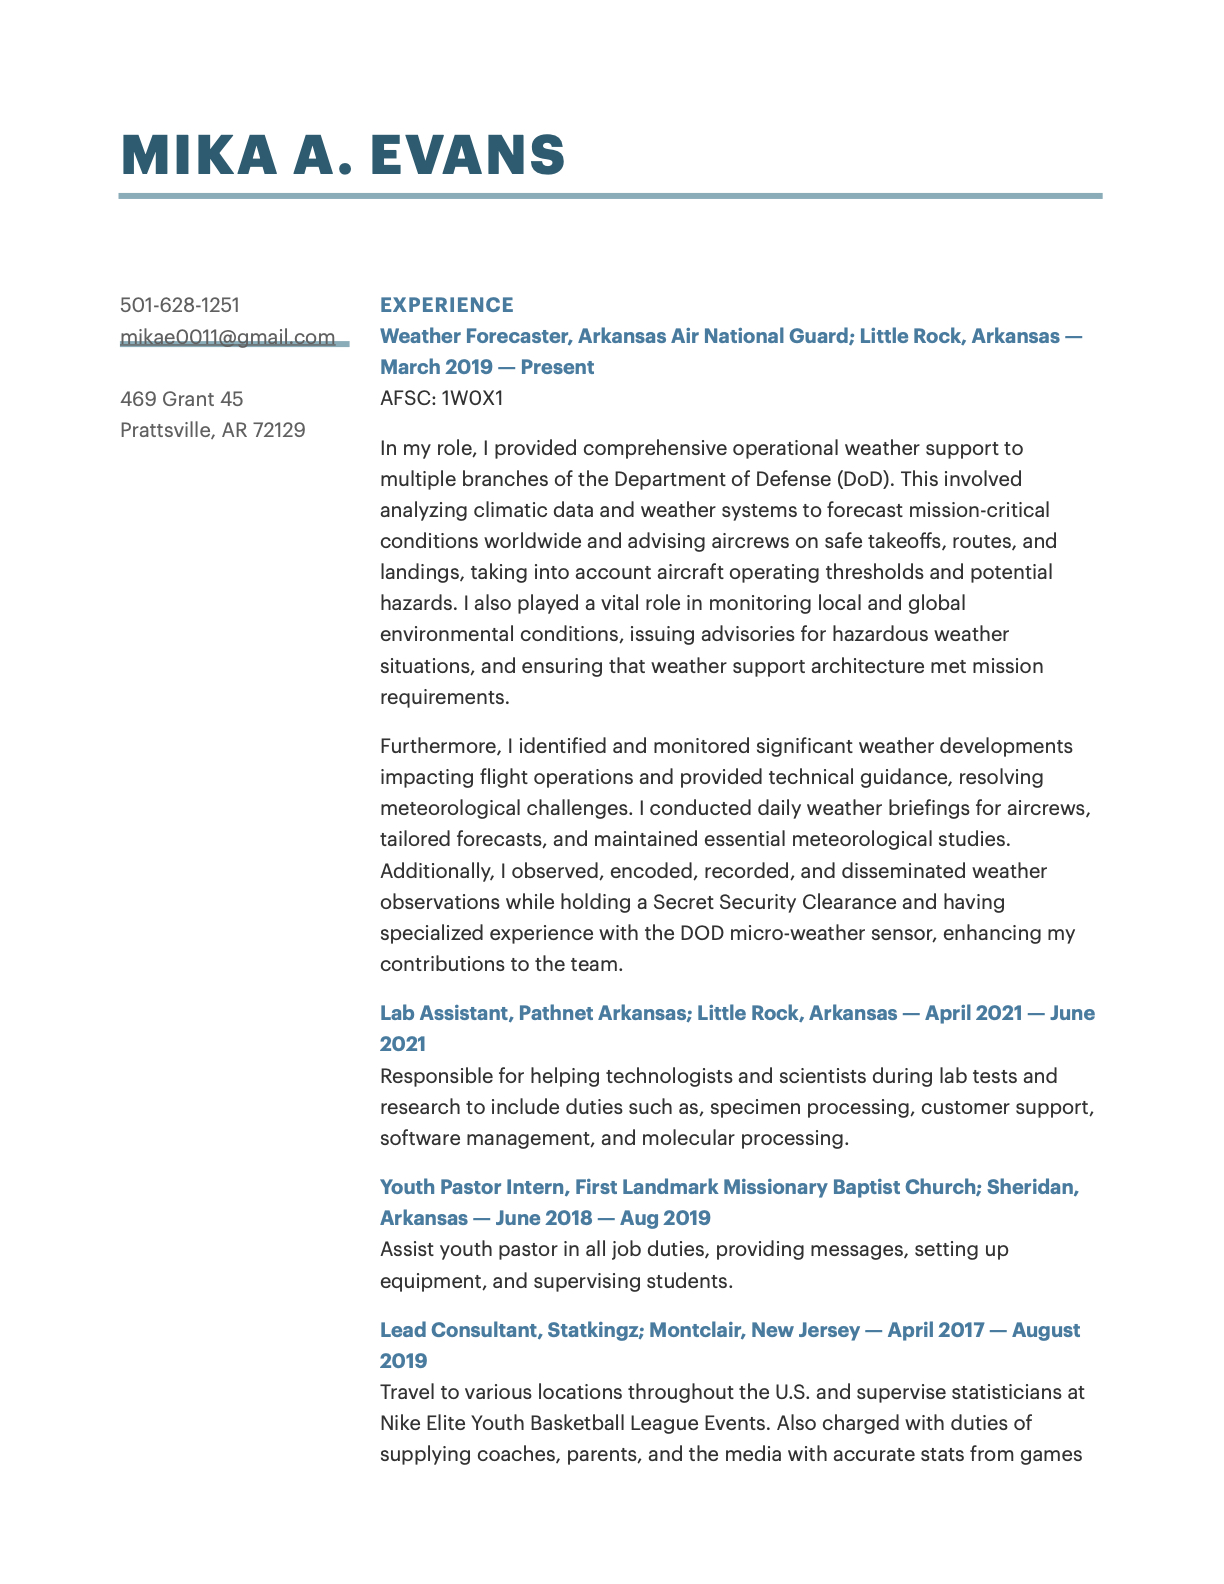 MIKA A. EVANS
501-628-1251
mikae0011@gmail.com
469 Grant 45
Prattsville, AR 72129
EXPERIENCE
Weather Forecaster, Arkansas Air National Guard; Little Rock, Arkansas —
March 2019 — Present
AFSC: 1W0X1
In my role, I provided comprehensive operational weather support to
multiple branches of the Department of Defense (DoD). This involved
analyzing climatic data and weather systems to forecast mission-critical
conditions worldwide and advising aircrews on safe takeoffs, routes, and
landings, taking into account aircraft operating thresholds and potential
hazards. I also played a vital role in monitoring local and global
environmental conditions, issuing advisories for hazardous weather
situations, and ensuring that weather support architecture met mission
requirements.
Furthermore, I identified and monitored significant weather developments
impacting flight operations and provided technical guidance, resolving
meteorological challenges. I conducted daily weather briefings for aircrews,
tailored forecasts, and maintained essential meteorological studies.
Additionally, I observed, encoded, recorded, and disseminated weather
observations while holding a Secret Security Clearance and having
specialized experience with the DOD micro-weather sensor, enhancing my
contributions to the team.
Lab Assistant, Pathnet Arkansas; Little Rock, Arkansas — April 2021 — June
2021
Responsible for helping technologists and scientists during lab tests and
research to include duties such as, specimen processing, customer support,
software management, and molecular processing.
Youth Pastor Intern, First Landmark Missionary Baptist Church; Sheridan,
Arkansas — June 2018 — Aug 2019
Assist youth pastor in all job duties, providing messages, setting up
equipment, and supervising students.
Lead Consultant, Statkingz; Montclair, New Jersey — April 2017 — August
2019
Travel to various locations throughout the U.S. and supervise statisticians at
Nike Elite Youth Basketball League Events. Also charged with duties of
supplying coaches, parents, and the media with accurate stats from games